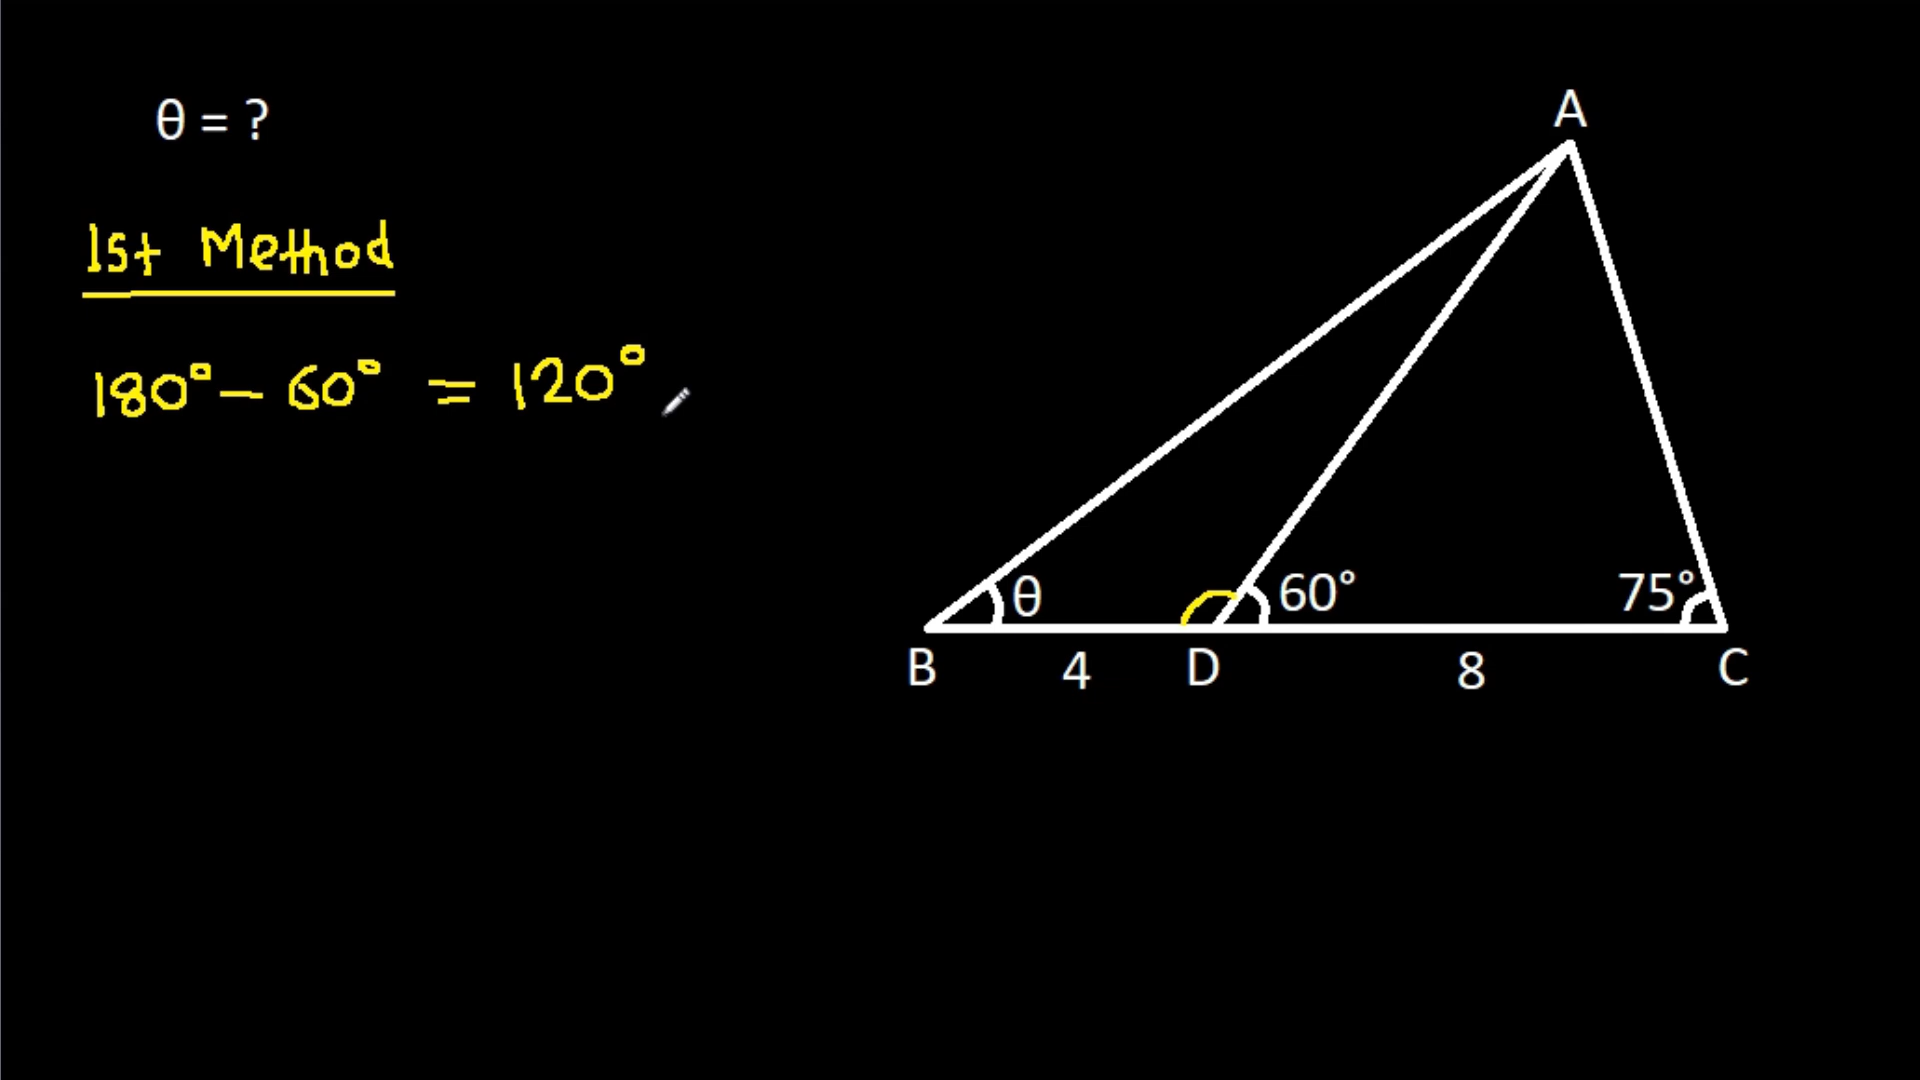 θ = ?
1st Method
180° – 60° = 120°
A
θ
60°
75°
B
4
D
8
C